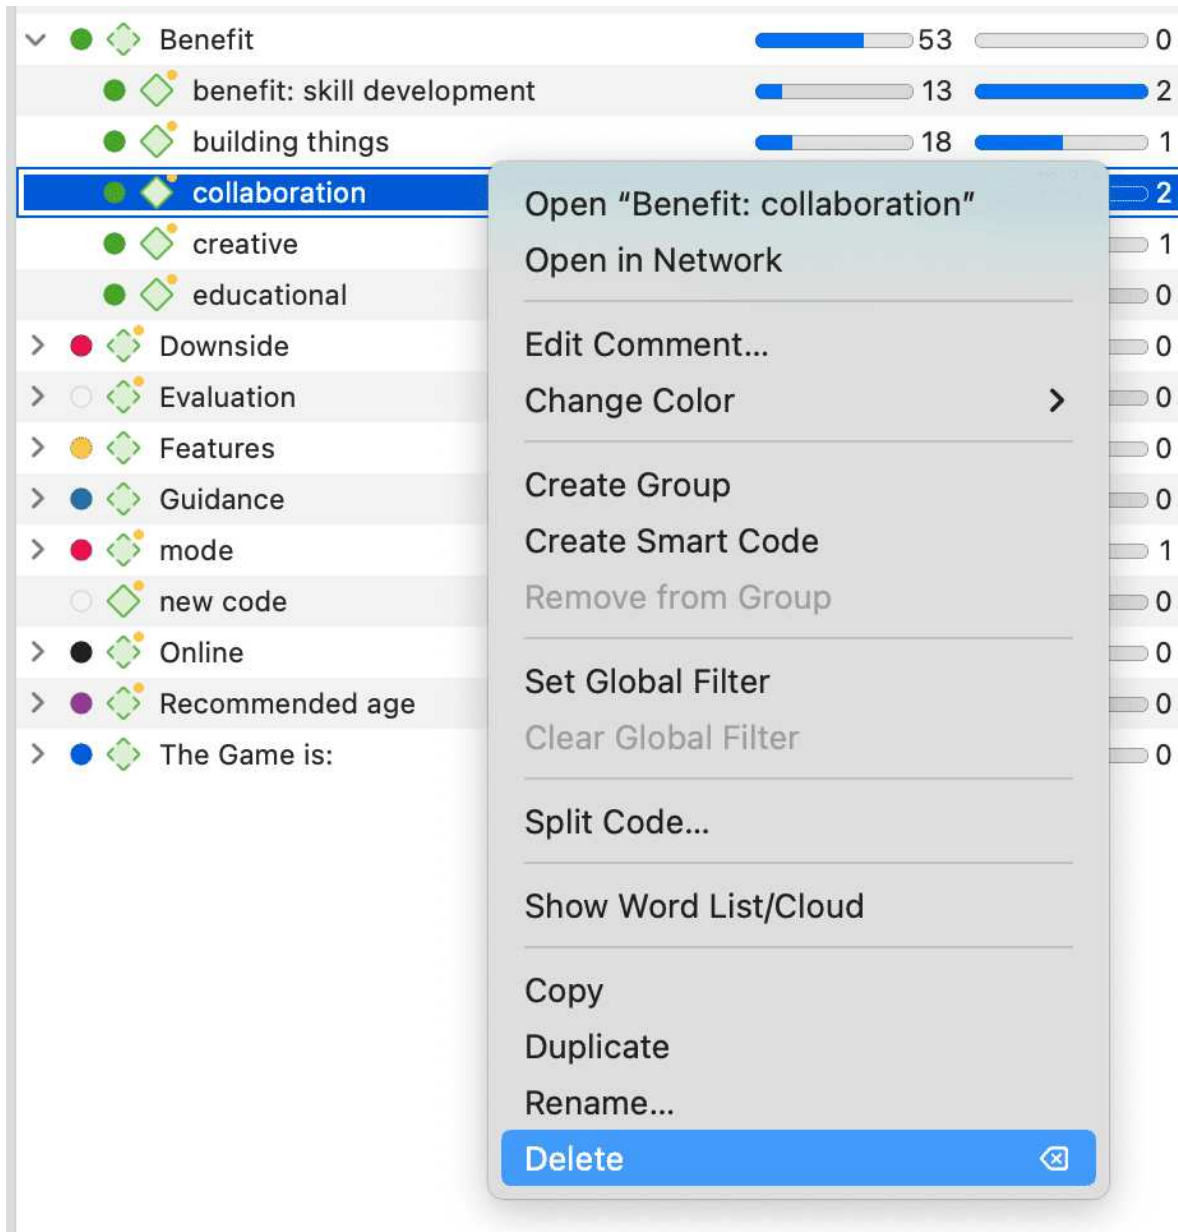 Benefit 53 0
benefit: skill development 13 2
building things 18 1
collaboration 2
creative 1
educational 0
Downside 0
Evaluation 0
Features 0
Guidance 0
mode 1
new code 0
Online 0
Recommended age 0
The Game is: 0
Open “Benefit: collaboration”
Open in Network
Edit Comment...
Change Color
Create Group
Create Smart Code
Remove from Group
Set Global Filter
Clear Global Filter
Split Code...
Show Word List/Cloud
Copy
Duplicate
Rename...
Delete